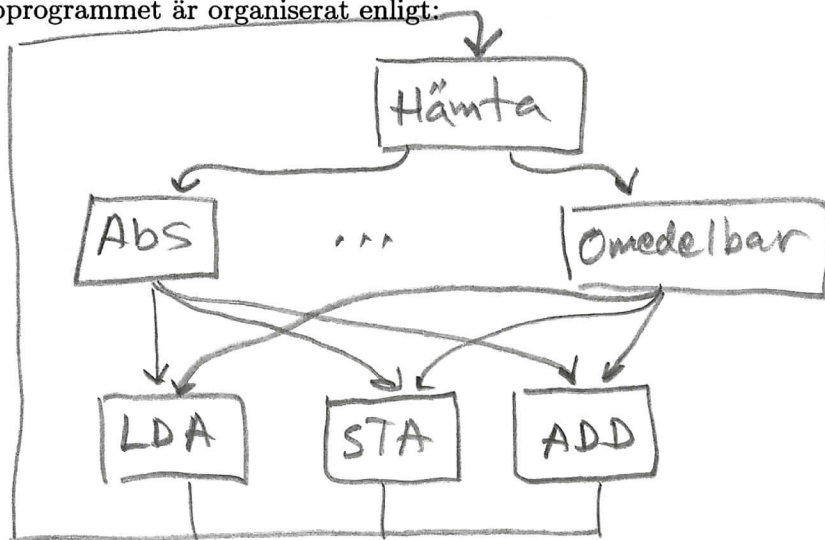 oprogrammet är organiserat enligt:
Hämta
Abs ... Omedelbar
LDA STA ADD